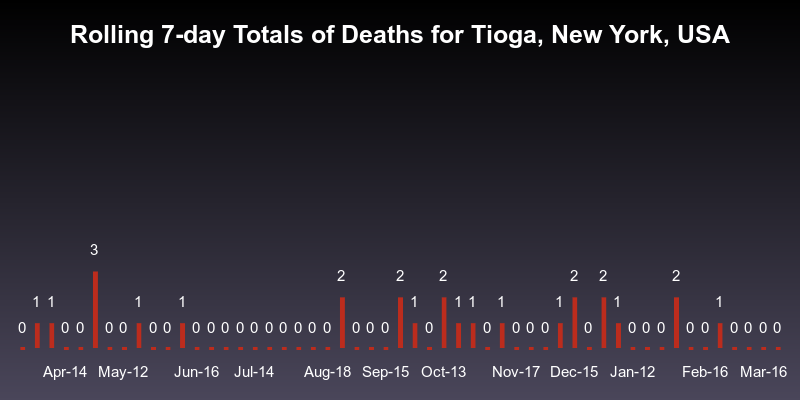 Rolling 7-day Totals of Deaths for Tioga, New York, USA
3
2 2 2 2 2 2
1 1 1 1 1 1 1 1 1 1 1
0 0 0 0 0 0 0 0 0 0 0 0 0 0 0 0 0 0 0 0 0 0 0 0 0 0 0 0 0 0 0 0 0 0 0
Apr-14 May-12 Jun-16 Jul-14 Aug-18 Sep-15 Oct-13 Nov-17 Dec-15 Jan-12 Feb-16 Mar-16